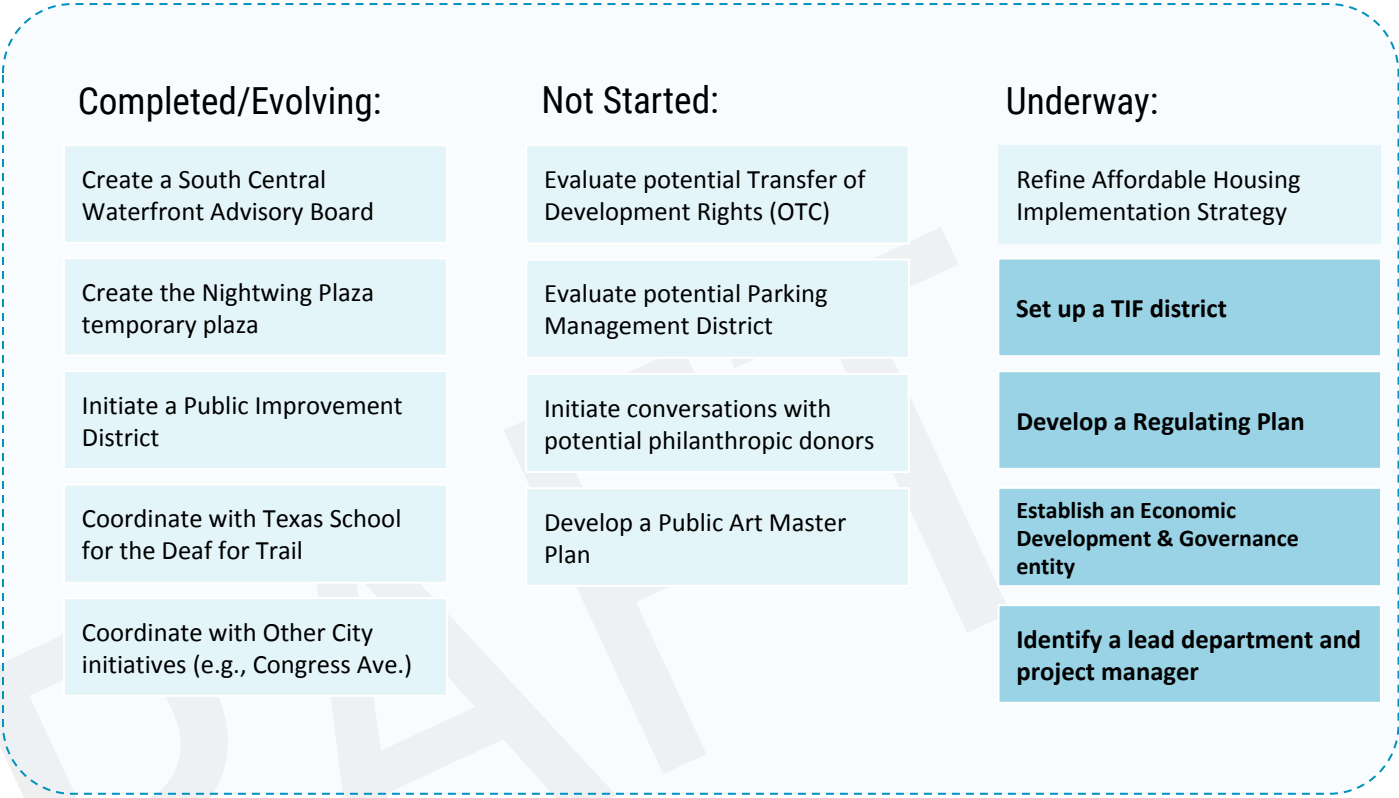 Completed/Evolving:
Create a South Central
Waterfront Advisory Board
Create the Nightwing Plaza
temporary plaza
Initiate a Public Improvement
District
Coordinate with Texas School
for the Deaf for Trail
Coordinate with Other City
initiatives (e.g., Congress Ave.)
Not Started:
Evaluate potential Transfer of
Development Rights (OTC)
Evaluate potential Parking
Management District
Initiate conversations with
potential philanthropic donors
Develop a Public Art Master
Plan
Underway:
Refine Affordable Housing
Implementation Strategy
Set up a TIF district
Develop a Regulating Plan
Establish an Economic
Development & Governance
entity
Identify a lead department and
project manager
DRAFT